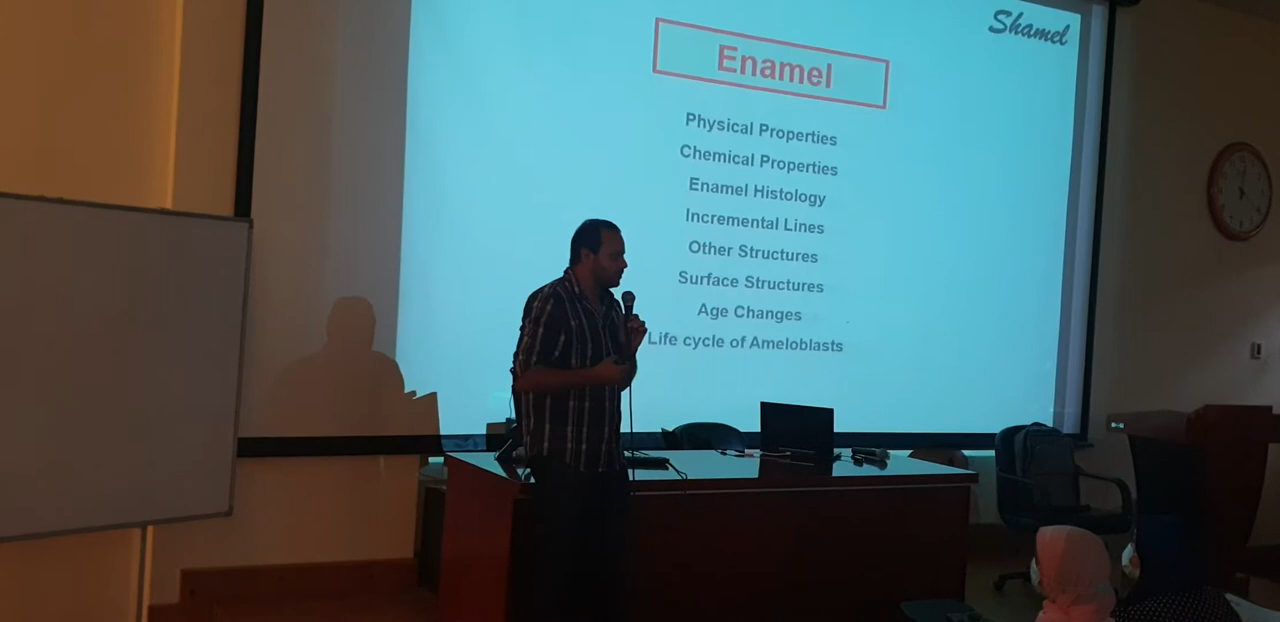 Shamel
Enamel
Physical Properties
Chemical Properties
Enamel Histology
Incremental Lines
Other Structures
Surface Structures
Age Changes
Life cycle of Ameloblasts